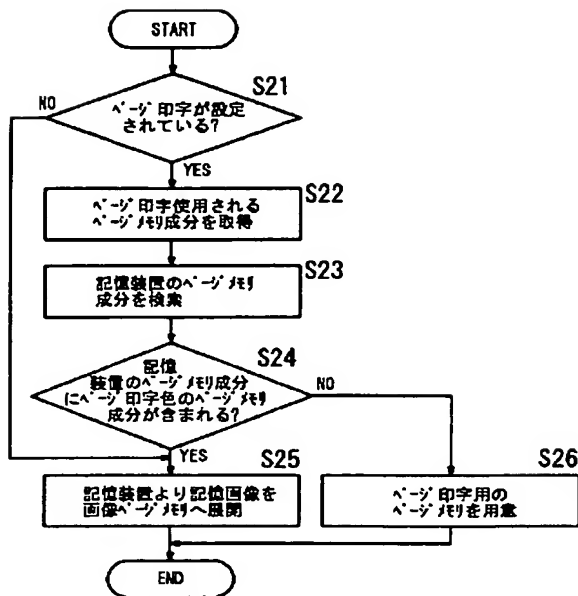 START
S21
NO
ページ印字が設定
されている?
YES
S22
ページ印字使用される
ページメモリ成分を取得
S23
記憶装置のページメモリ
成分を検索
S24
記憶
装置のページメモリ成分
にページ印字色のページメモリ
成分が含まれる?
NO
YES
S25
記憶装置より記憶画像を
画像ページメモリへ展開
S26
ページ印字用の
ページメモリを用意
END